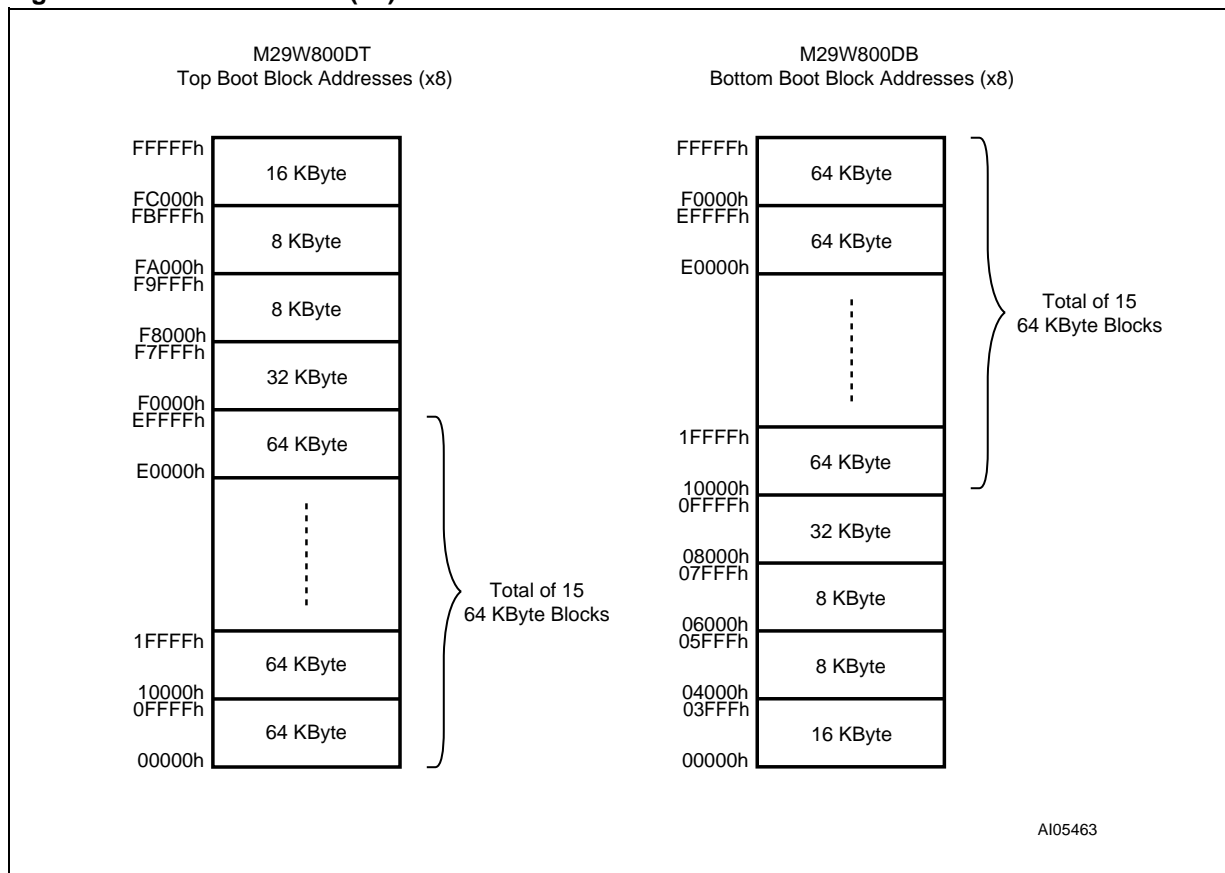 (x8)
M29W800DT
Top Boot Block Addresses (x8)
FFFFFh
16 KByte
FC000h
FBFFFh
8 KByte
FA000h
F9FFFh
8 KByte
F8000h
F7FFFh
32 KByte
F0000h
EFFFFh
64 KByte
E0000h
Total of 15
64 KByte Blocks
1FFFFh
64 KByte
10000h
0FFFFh
64 KByte
00000h
M29W800DB
Bottom Boot Block Addresses (x8)
FFFFFh
64 KByte
F0000h
EFFFFh
64 KByte
E0000h
Total of 15
64 KByte Blocks
1FFFFh
64 KByte
10000h
0FFFFh
32 KByte
08000h
07FFFh
8 KByte
06000h
05FFFh
8 KByte
04000h
03FFFh
16 KByte
00000h
AI05463